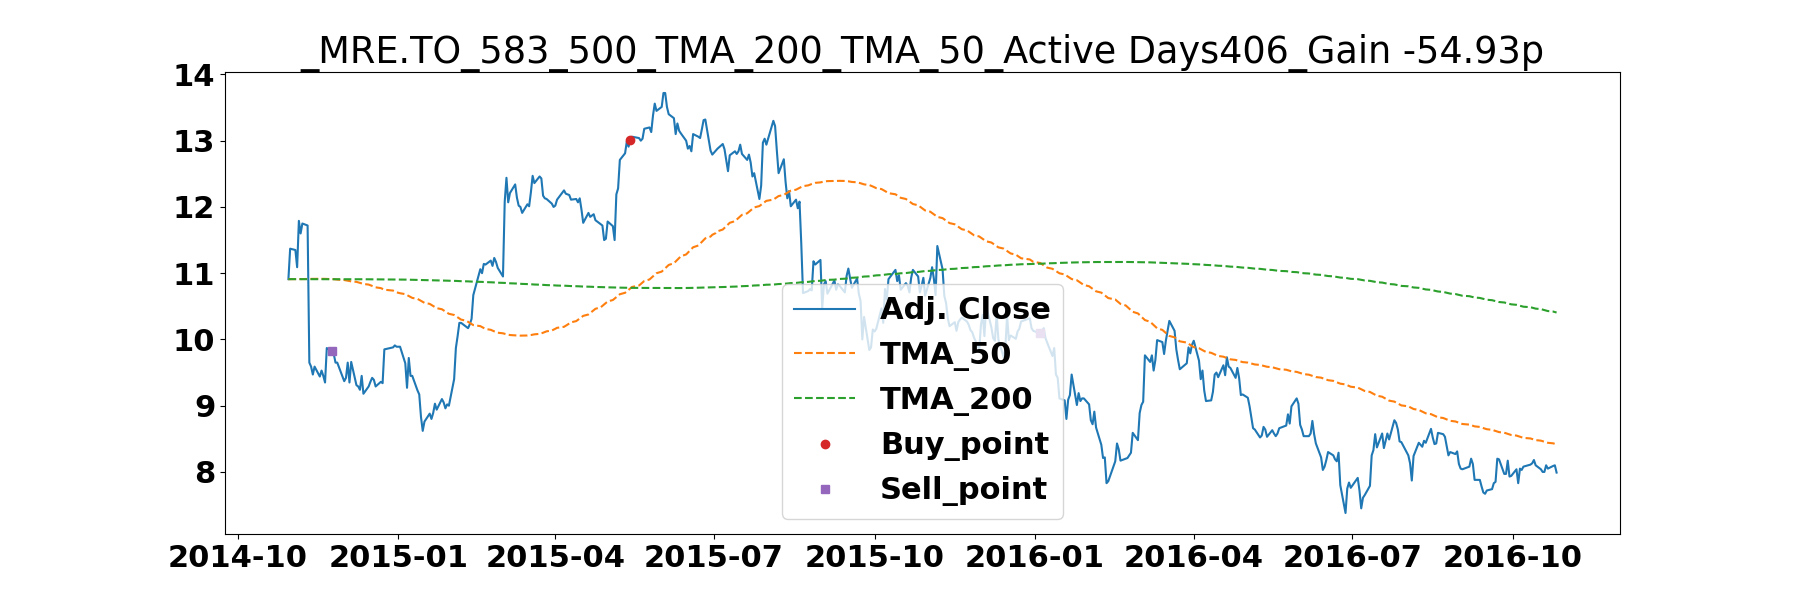 _MRE.TO_583_500_TMA_200_TMA_50_Active Days406_Gain -54.93p
14
13
12
11
10
9
8
Adj. Close
TMA_50
TMA_200
Buy_point
Sell_point
2014-10 2015-01 2015-04 2015-07 2015-10 2016-01 2016-04 2016-07 2016-10